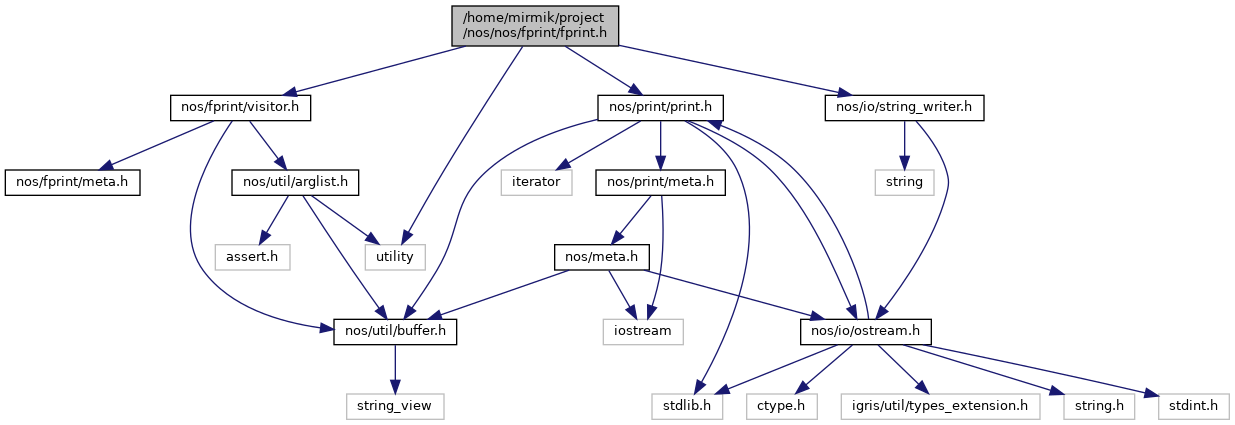 /home/mirmik/project
/nos/nos/fprint/fprint.h
nos/fprint/visitor.h
nos/print/print.h
nos/io/string_writer.h
nos/fprint/meta.h
nos/util/arglist.h
iterator
nos/print/meta.h
string
assert.h
utility
nos/meta.h
nos/util/buffer.h
iostream
nos/io/ostream.h
string_view
stdlib.h
ctype.h
igris/util/types_extension.h
string.h
stdint.h